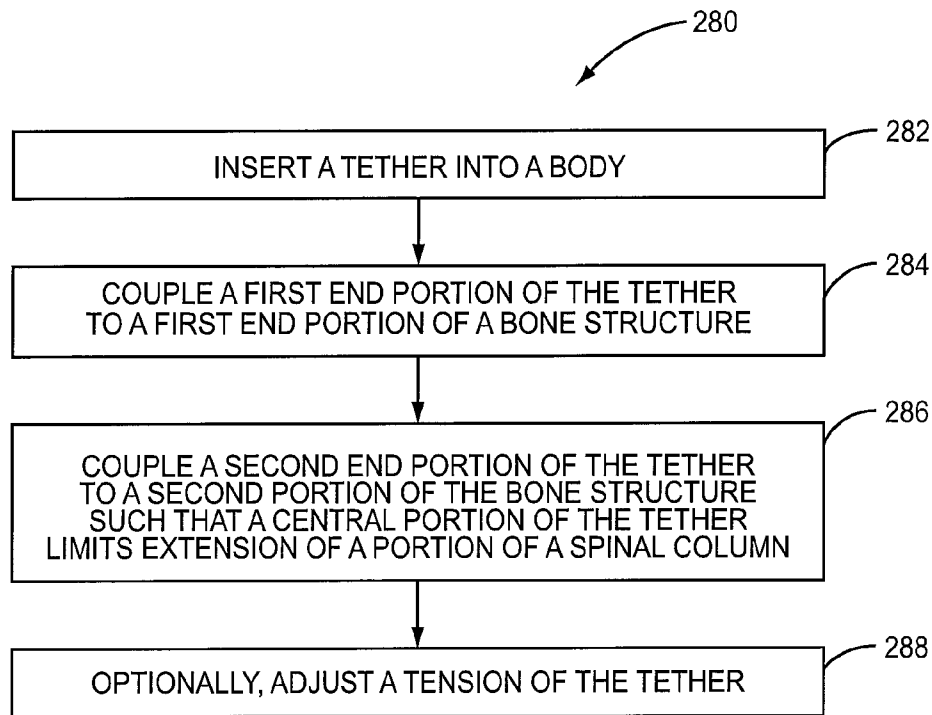 280
282
INSERT A TETHER INTO A BODY
284
COUPLE A FIRST END PORTION OF THE TETHER
TO A FIRST END PORTION OF A BONE STRUCTURE
286
COUPLE A SECOND END PORTION OF THE TETHER
TO A SECOND PORTION OF THE BONE STRUCTURE
SUCH THAT A CENTRAL PORTION OF THE TETHER
LIMITS EXTENSION OF A PORTION OF A SPINAL COLUMN
288
OPTIONALLY, ADJUST A TENSION OF THE TETHER